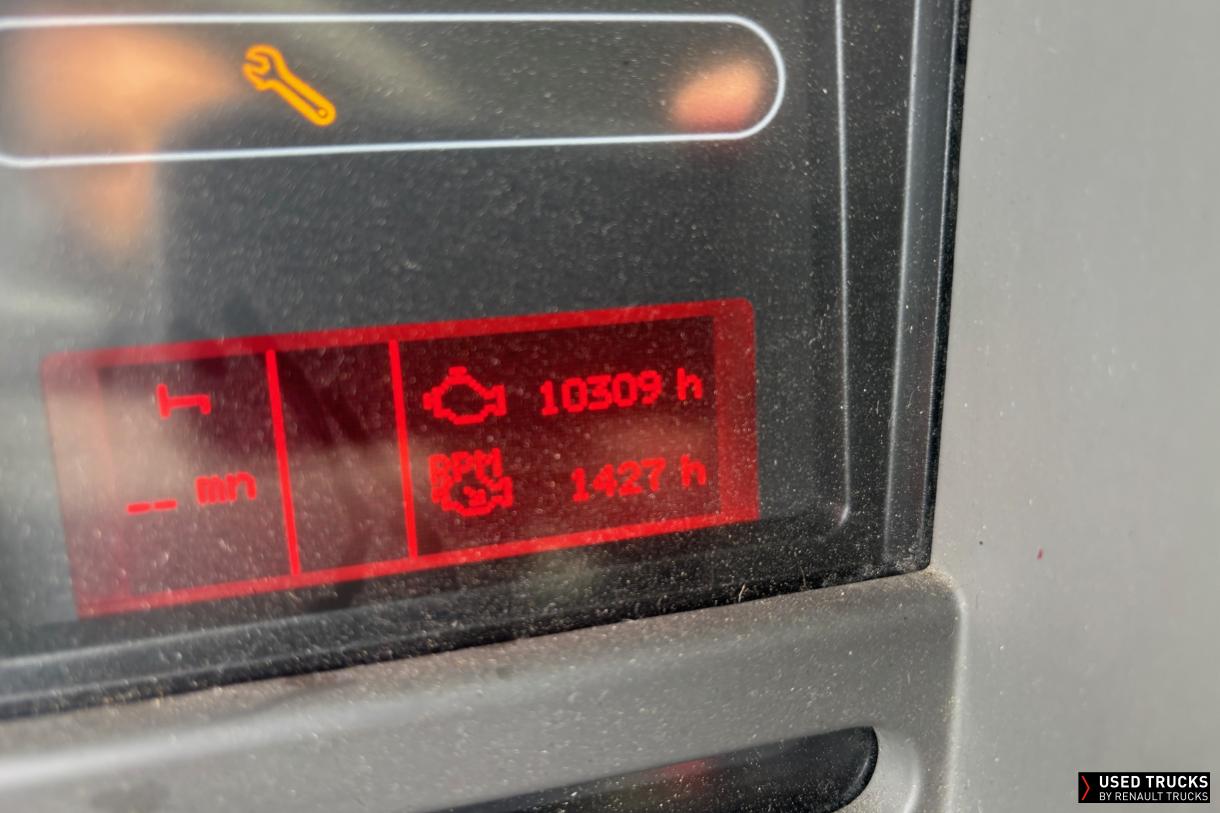 10309 h
-- mn
RPM
1427 h
USED TRUCKS
BY RENAULT TRUCKS